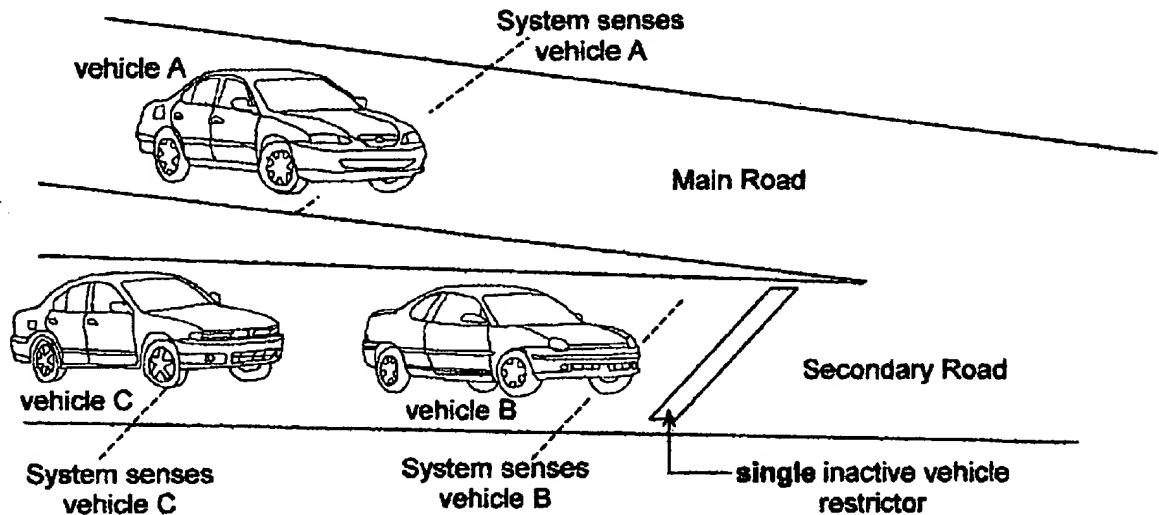 System senses
vehicle A
vehicle A
Main Road
Secondary Road
vehicle C
vehicle B
System senses
vehicle C
System senses
vehicle B
single inactive vehicle
restrictor